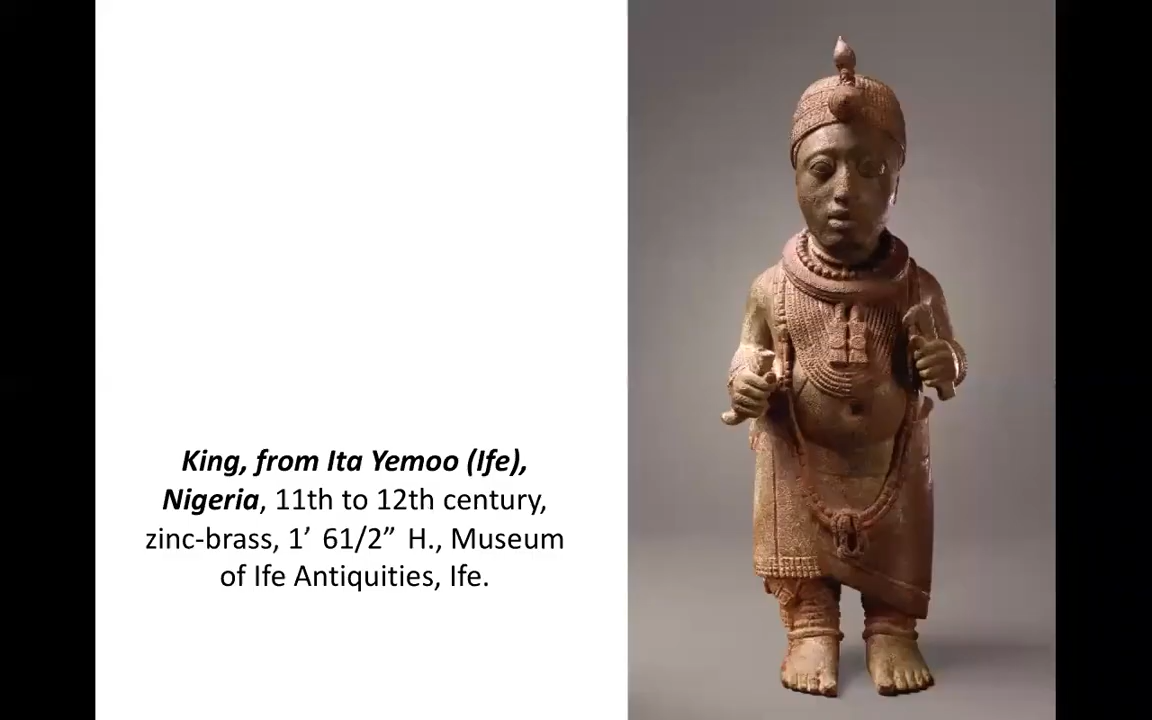 King, from Ita Yemoo (Ife),
Nigeria, 11th to 12th century,
zinc-brass, 1’ 61/2” H., Museum
of Ife Antiquities, Ife.